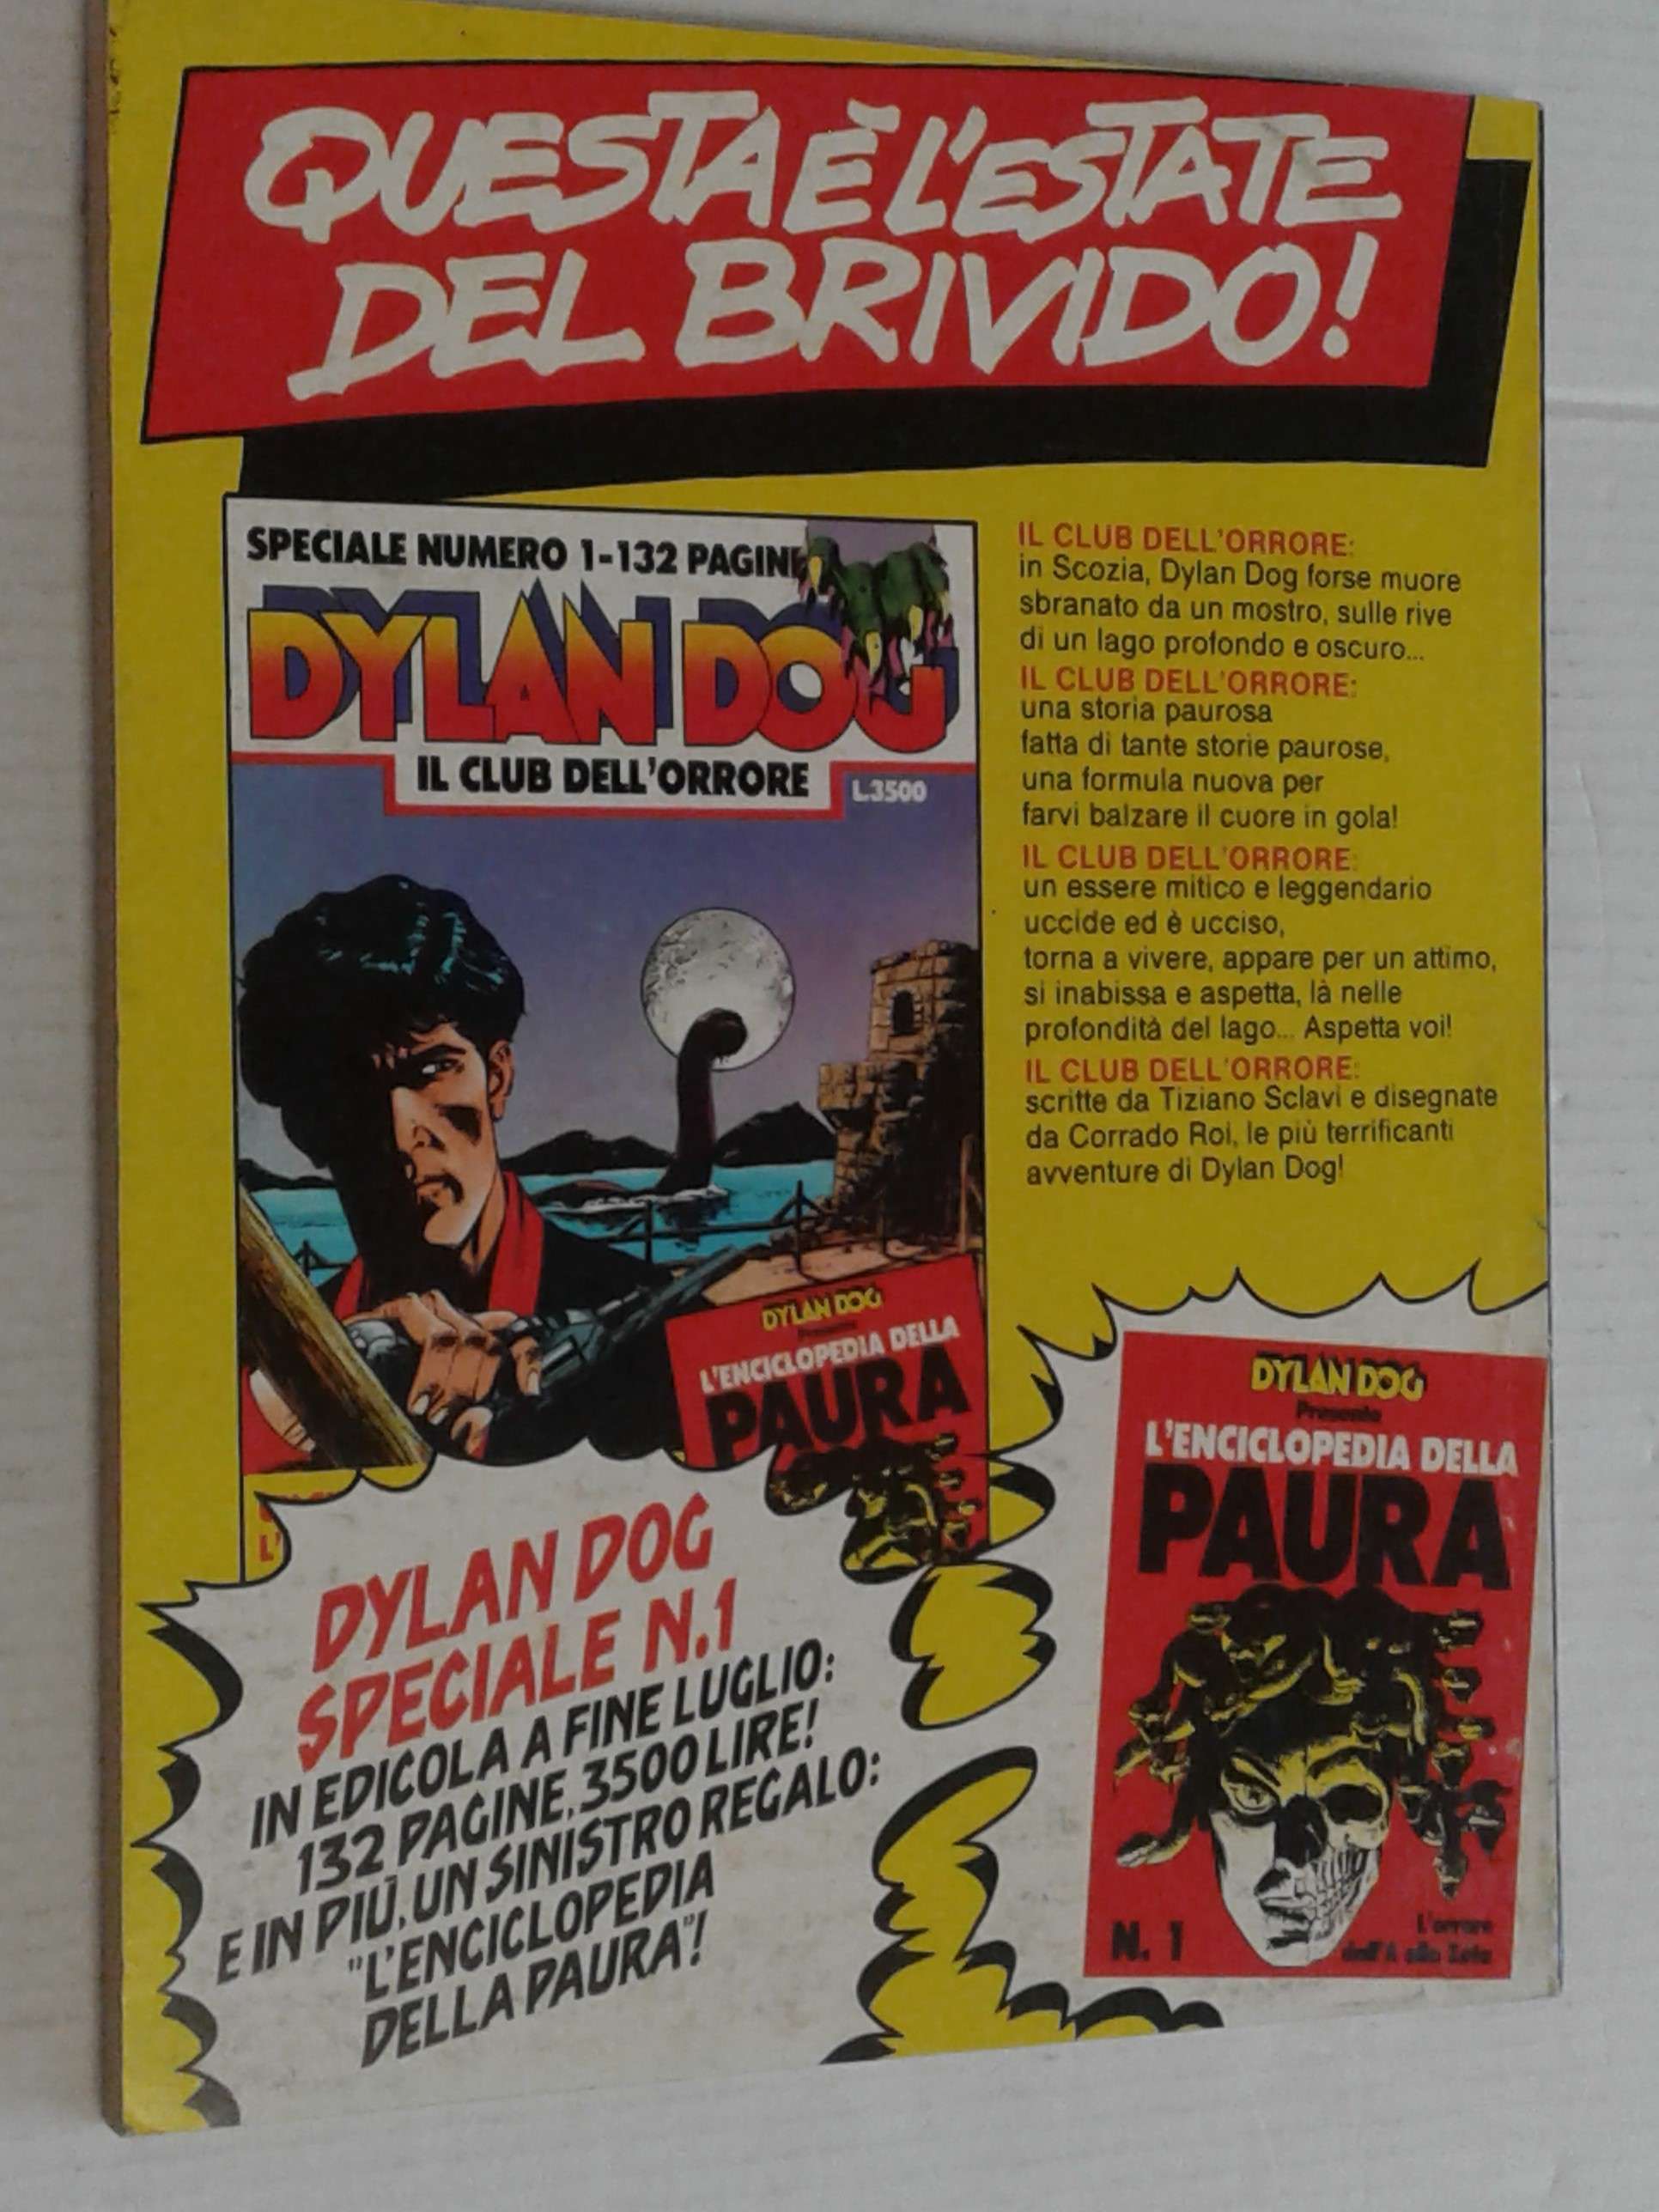 QUESTA È L'ESTATE
DEL BRIVIDO!
SPECIALE NUMERO 1-132 PAGINE
DYLAN DOG
IL CLUB DELL'ORRORE
L.3500
DYLAN DOG
Presenta
L'ENCICLOPEDIA DELLA
PAURA
L'
IL CLUB DELL'ORRORE:
in Scozia, Dylan Dog forse muore
sbranato da un mostro, sulle rive
di un lago profondo e oscuro...
IL CLUB DELL'ORRORE:
una storia paurosa
fatta di tante storie paurose,
una formula nuova per
farvi balzare il cuore in gola!
IL CLUB DELL'ORRORE:
un essere mitico e leggendario
uccide ed è ucciso,
torna a vivere, appare per un attimo,
si inabissa e aspetta, là nelle
profondità del lago... Aspetta voi!
IL CLUB DELL'ORRORE:
scritte da Tiziano Sclavi e disegnate
da Corrado Roi, le più terrificanti
avventure di Dylan Dog!
DYLAN DOG
SPECIALE N.1
IN EDICOLA A FINE LUGLIO:
132 PAGINE, 3500 LIRE!
E IN PIÙ, UN SINISTRO REGALO:
"L'ENCICLOPEDIA
DELLA PAURA"!
DYLAN DOG
Presenta
L'ENCICLOPEDIA DELLA
PAURA
N. 1
L'orrore
dall'A alla Zeta